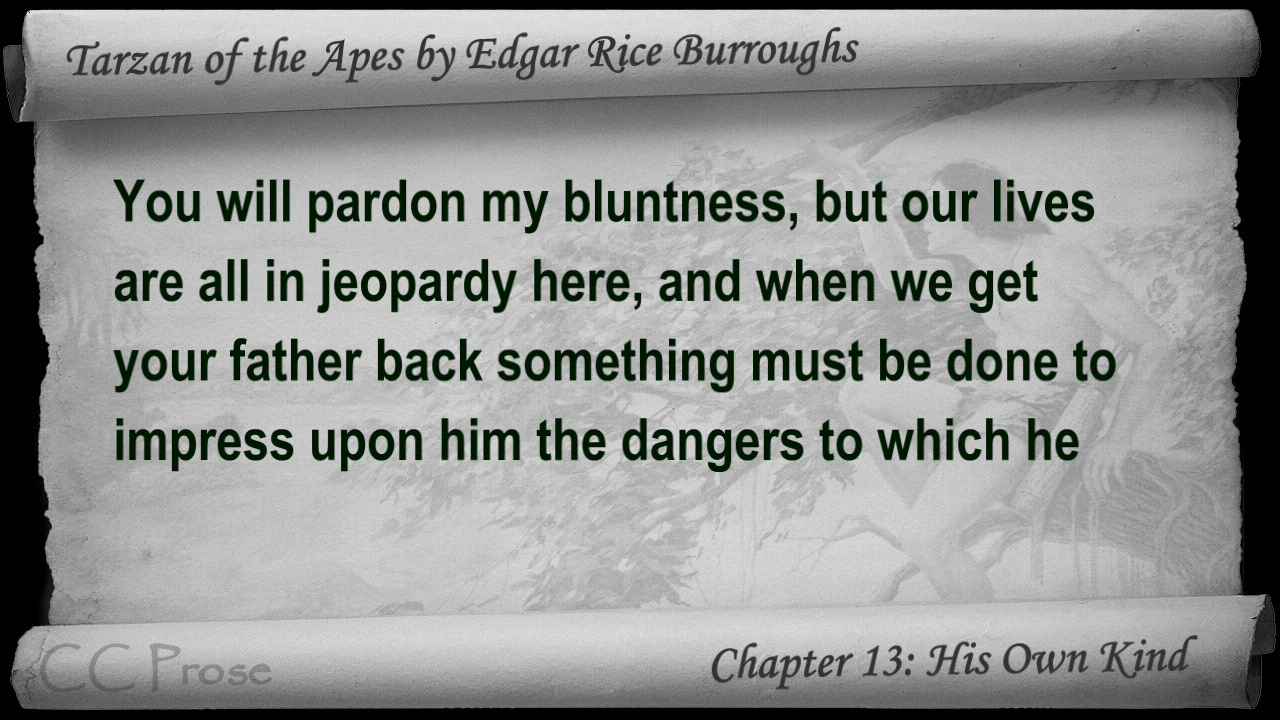 Tarzan of the Apes by Edgar Rice Burroughs
You will pardon my bluntness, but our lives
are all in jeopardy here, and when we get
your father back something must be done to
impress upon him the dangers to which he
CC Prose
Chapter 13: His Own Kind